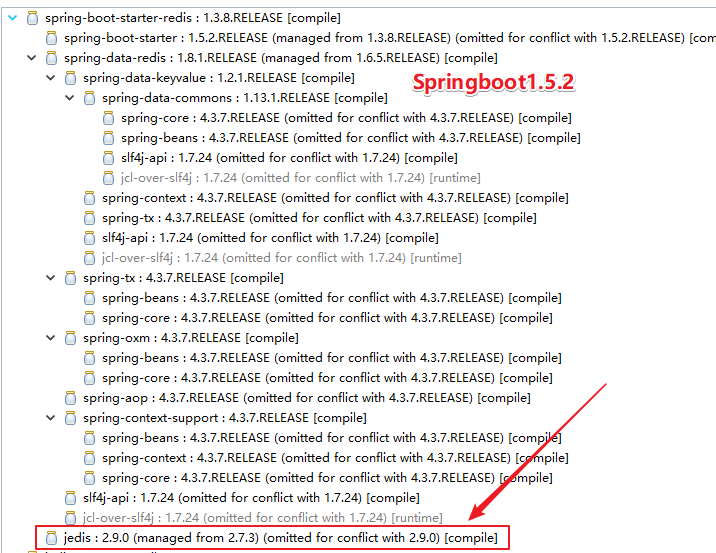 spring-boot-starter-redis : 1.3.8.RELEASE [compile]
spring-boot-starter : 1.5.2.RELEASE (managed from 1.3.8.RELEASE) (omitted for conflict with 1.5.2.RELEASE) [com
spring-data-redis : 1.8.1.RELEASE (managed from 1.6.5.RELEASE) [compile]
spring-data-keyvalue : 1.2.1.RELEASE [compile]
Springboot1.5.2
spring-data-commons : 1.13.1.RELEASE [compile]
spring-core : 4.3.7.RELEASE (omitted for conflict with 4.3.7.RELEASE) [compile]
spring-beans : 4.3.7.RELEASE (omitted for conflict with 4.3.7.RELEASE) [compile]
slf4j-api : 1.7.24 (omitted for conflict with 1.7.24) [compile]
jcl-over-slf4j : 1.7.24 (omitted for conflict with 1.7.24) [runtime]
spring-context : 4.3.7.RELEASE (omitted for conflict with 4.3.7.RELEASE) [compile]
spring-tx : 4.3.7.RELEASE (omitted for conflict with 4.3.7.RELEASE) [compile]
slf4j-api : 1.7.24 (omitted for conflict with 1.7.24) [compile]
jcl-over-slf4j : 1.7.24 (omitted for conflict with 1.7.24) [runtime]
spring-tx : 4.3.7.RELEASE [compile]
spring-beans : 4.3.7.RELEASE (omitted for conflict with 4.3.7.RELEASE) [compile]
spring-core : 4.3.7.RELEASE (omitted for conflict with 4.3.7.RELEASE) [compile]
spring-oxm : 4.3.7.RELEASE [compile]
spring-beans : 4.3.7.RELEASE (omitted for conflict with 4.3.7.RELEASE) [compile]
spring-core : 4.3.7.RELEASE (omitted for conflict with 4.3.7.RELEASE) [compile]
spring-aop : 4.3.7.RELEASE (omitted for conflict with 4.3.7.RELEASE) [compile]
spring-context-support : 4.3.7.RELEASE [compile]
spring-beans : 4.3.7.RELEASE (omitted for conflict with 4.3.7.RELEASE) [compile]
spring-context : 4.3.7.RELEASE (omitted for conflict with 4.3.7.RELEASE) [compile]
spring-core : 4.3.7.RELEASE (omitted for conflict with 4.3.7.RELEASE) [compile]
slf4j-api : 1.7.24 (omitted for conflict with 1.7.24) [compile]
jcl-over-slf4j : 1.7.24 (omitted for conflict with 1.7.24) [runtime]
jedis : 2.9.0 (managed from 2.7.3) (omitted for conflict with 2.9.0) [compile]